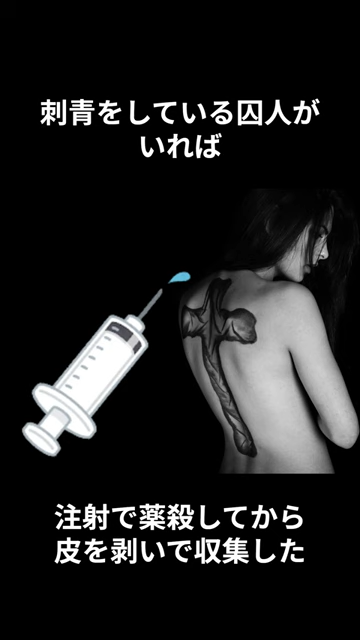 刺青をしている囚人が
いれば
注射で薬殺してから
皮を剥いで収集した